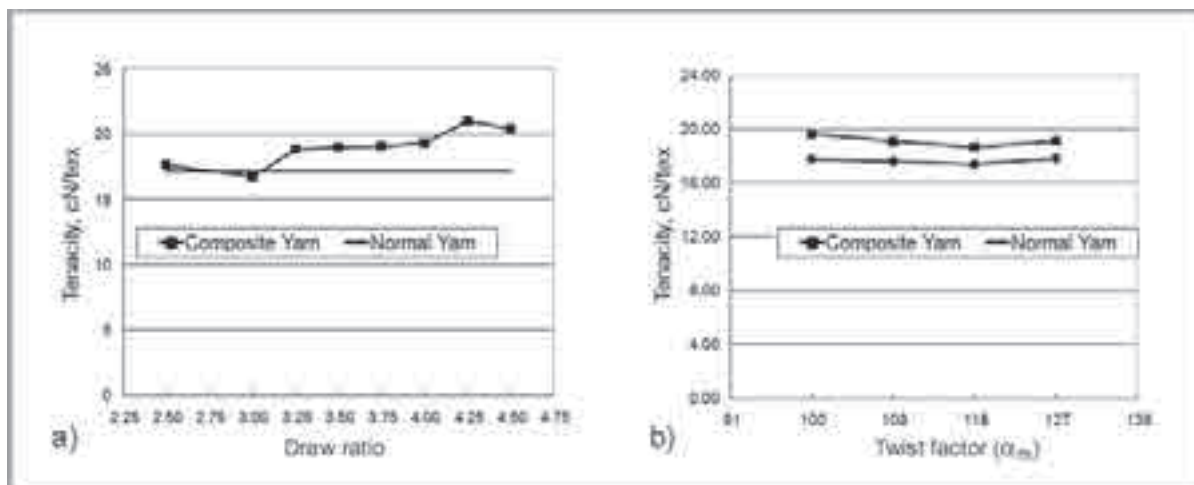 25
20
15
10
5
0
Tenacity, cN/tex
Composite Yarn Normal Yarn
2.25 2.50 2.75 3.00 3.25 3.50 3.75 4.00 4.25 4.50 4.75
a)
Draw ratio
24.00
20.00
16.00
12.00
8.00
4.00
0.00
Tenacity, cN/tex
Composite Yarn Normal Yarn
91 100 109 118 127
b)
Twist factor (αm)